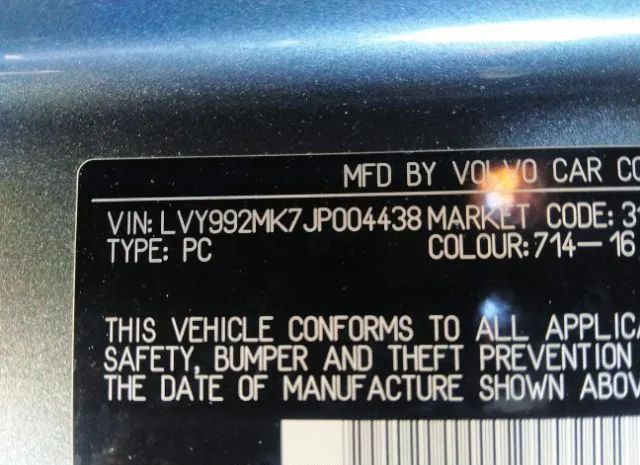 MFD BY VOLVO CAR CO
VIN: LVY992MK7JP004438 MARKET CODE: 3
TYPE: PC COLOUR: 714-16
THIS VEHICLE CONFORMS TO ALL APPLICA
SAFETY, BUMPER AND THEFT PREVENTION
THE DATE OF MANUFACTURE SHOWN ABOV